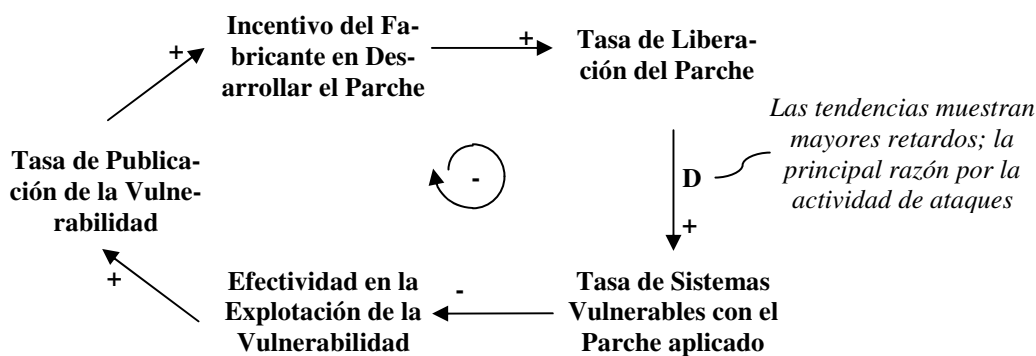 Incentivo del Fa-
bricante en Des-
arrollar el Parche
+
+
Tasa de Libera-
ción del Parche
Las tendencias muestran
mayores retardos; la
principal razón por la
actividad de ataques
D
+
Tasa de Sistemas
Vulnerables con el
Parche aplicado
-
Efectividad en la
Explotación de la
Vulnerabilidad
+
Tasa de Publica-
ción de la Vulne-
rabilidad
-